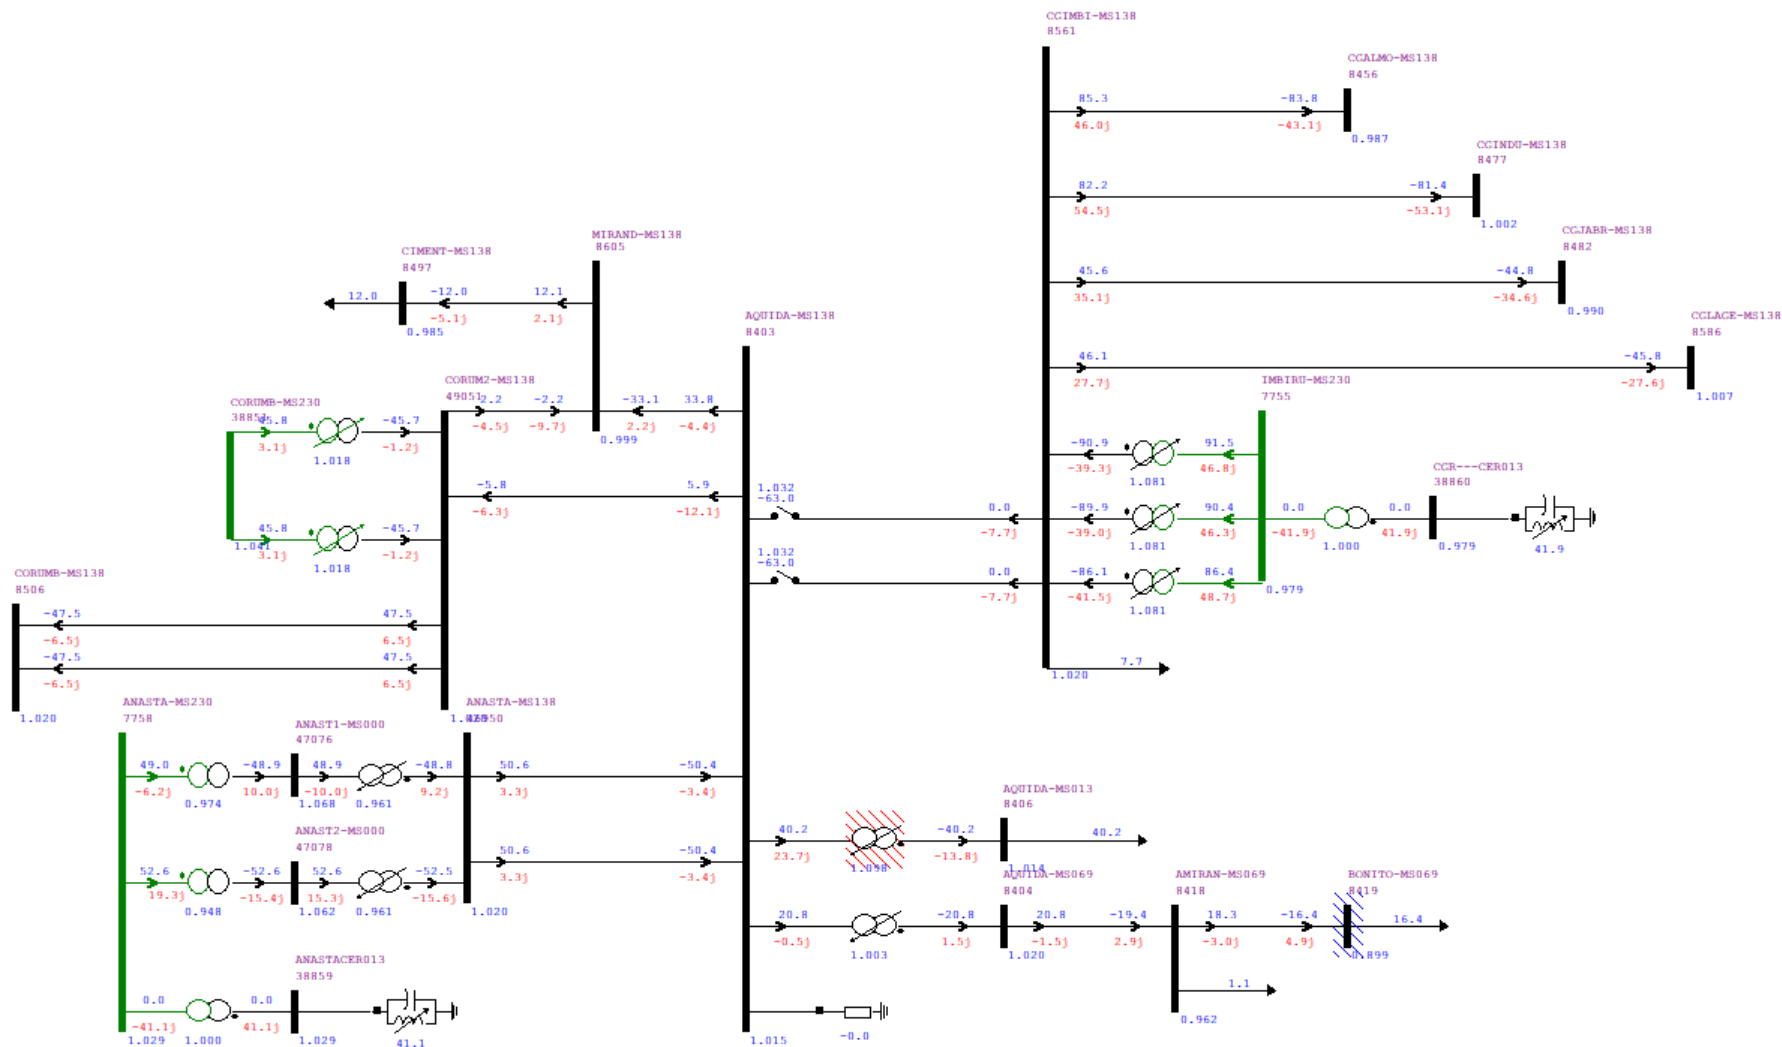 CGIMBI-MS138
8561
CGALMO-MS138
8456
85.3
-83.8
46.0j
-43.1j
0.987
CGINDU-MS138
8477
82.2
-81.4
54.5j
-53.1j
1.002
CGJABR-MS138
8482
45.6
-44.8
35.1j
-34.6j
0.990
CGLAGE-MS138
8586
46.1
-45.8
27.7j
-27.6j
1.007
MIRAND-MS138
8605
CIMENT-MS138
8497
12.0
-12.0
12.1
-5.1j
2.1j
0.985
AQUIDA-MS138
8403
CORUM2-MS138
49051
2.2
-2.2
-33.1
33.8
-4.5j
-9.7j
2.2j
-4.4j
0.999
CORUMB-MS230
38851
45.8
-45.7
3.1j
-1.2j
1.018
-5.8
5.9
-6.3j
-12.1j
45.8
-45.7
1.041
3.1j
-1.2j
1.018
IMBIRU-MS230
7755
-90.9
91.5
-39.3j
46.8j
1.081
CGR---CER013
38860
1.032
-63.0
0.0
-89.9
90.4
0.0
0.0
-7.7j
-39.0j
46.3j
-41.9j
41.9j
1.081
1.000
0.979
41.9
1.032
-63.0
0.0
-86.1
86.4
-7.7j
-41.5j
48.7j
1.081
0.979
7.7
1.020
CORUMB-MS138
8506
-47.5
47.5
-6.5j
6.5j
-47.5
47.5
-6.5j
6.5j
1.020
ANASTA-MS230
7758
ANASTA-MS138
ANAST1-MS000
47076
49.0
-48.9
48.9
-48.8
50.6
-50.4
-6.2j
10.0j
-10.0j
9.2j
3.3j
-3.4j
0.974
1.068
0.961
ANAST2-MS000
47078
52.6
-52.6
52.6
-52.5
50.6
-50.4
19.3j
-15.4j
15.3j
-15.6j
3.3j
-3.4j
0.948
1.062
0.961
1.020
ANASTACER013
38859
0.0
0.0
-41.1j
41.1j
1.029
1.000
1.029
41.1
AQUIDA-MS013
8406
40.2
-40.2
40.2
23.7j
-13.8j
1.098
1.014
AQUIDA-MS069
8404
AMIRAN-MS069
8418
BONITO-MS069
8419
20.8
-20.8
20.8
-19.4
18.3
-16.4
16.4
-0.5j
1.5j
-1.5j
2.9j
-3.0j
4.9j
1.003
1.020
0.899
1.1
0.962
1.015
-0.0